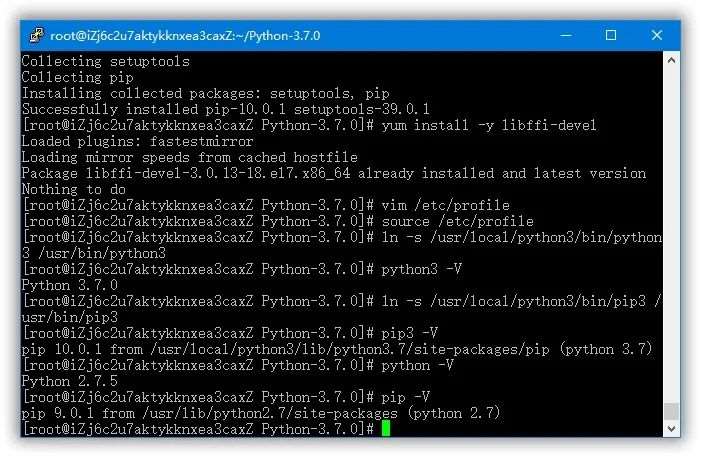 root@iZj6c2u7aktykknxea3caxZ:~/Python-3.7.0
Collecting setuptools
Collecting pip
Installing collected packages: setuptools, pip
Successfully installed pip-10.0.1 setuptools-39.0.1
[root@iZj6c2u7aktykknxea3caxZ Python-3.7.0]# yum install -y libffi-devel
Loaded plugins: fastestmirror
Loading mirror speeds from cached hostfile
Package libffi-devel-3.0.13-18.el7.x86_64 already installed and latest version
Nothing to do
[root@iZj6c2u7aktykknxea3caxZ Python-3.7.0]# vim /etc/profile
[root@iZj6c2u7aktykknxea3caxZ Python-3.7.0]# source /etc/profile
[root@iZj6c2u7aktykknxea3caxZ Python-3.7.0]# ln -s /usr/local/python3/bin/python
3 /usr/bin/python3
[root@iZj6c2u7aktykknxea3caxZ Python-3.7.0]# python3 -V
Python 3.7.0
[root@iZj6c2u7aktykknxea3caxZ Python-3.7.0]# ln -s /usr/local/python3/bin/pip3 /
usr/bin/pip3
[root@iZj6c2u7aktykknxea3caxZ Python-3.7.0]# pip3 -V
pip 10.0.1 from /usr/local/python3/lib/python3.7/site-packages/pip (python 3.7)
[root@iZj6c2u7aktykknxea3caxZ Python-3.7.0]# python -V
Python 2.7.5
[root@iZj6c2u7aktykknxea3caxZ Python-3.7.0]# pip -V
pip 9.0.1 from /usr/lib/python2.7/site-packages (python 2.7)
[root@iZj6c2u7aktykknxea3caxZ Python-3.7.0]#